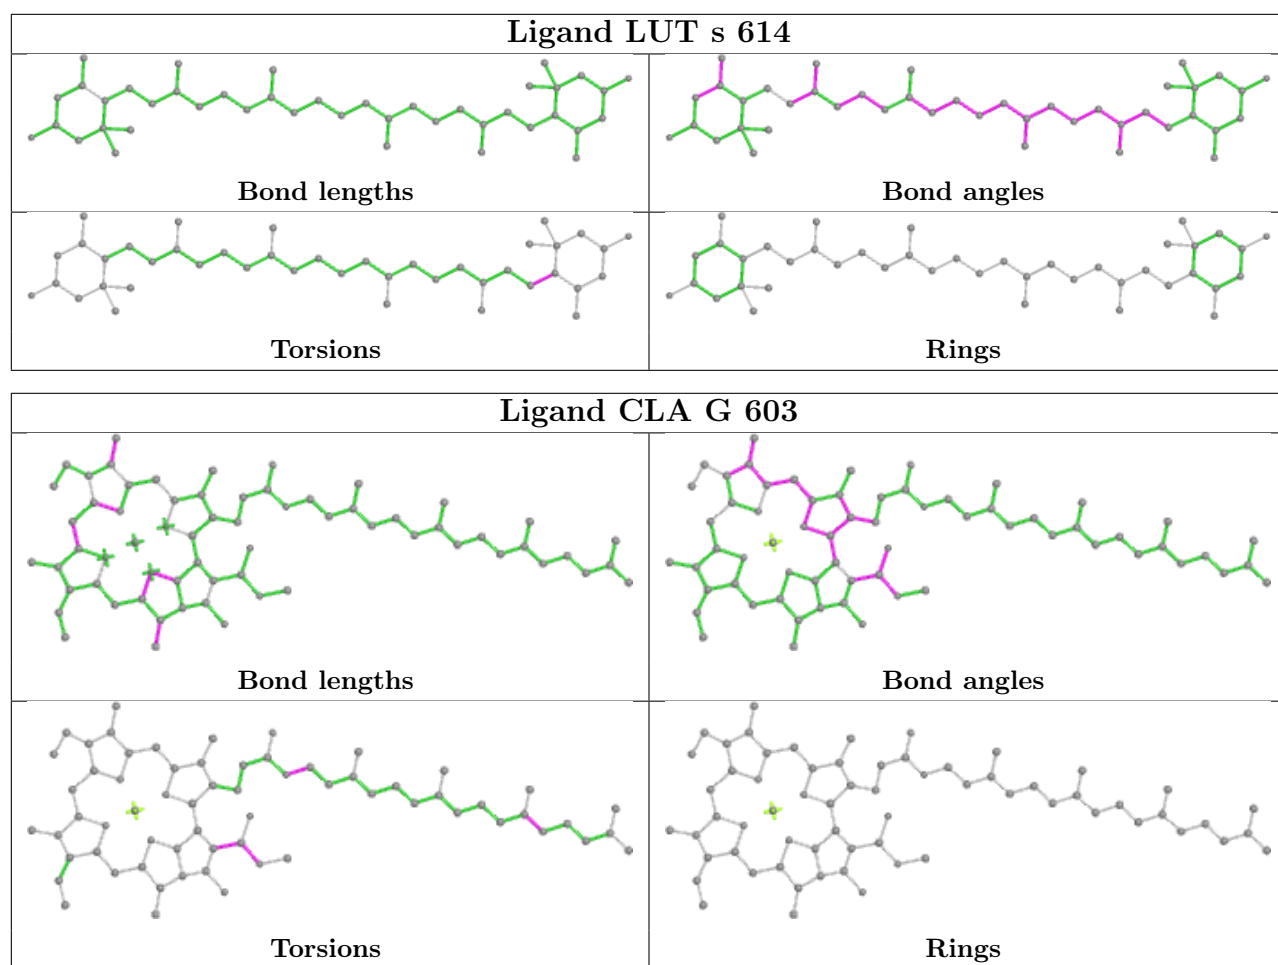 Ligand LUT s 614
Bond lengths
Bond angles
Torsions
Rings
Ligand CLA G 603
Bond lengths
Bond angles
Torsions
Rings